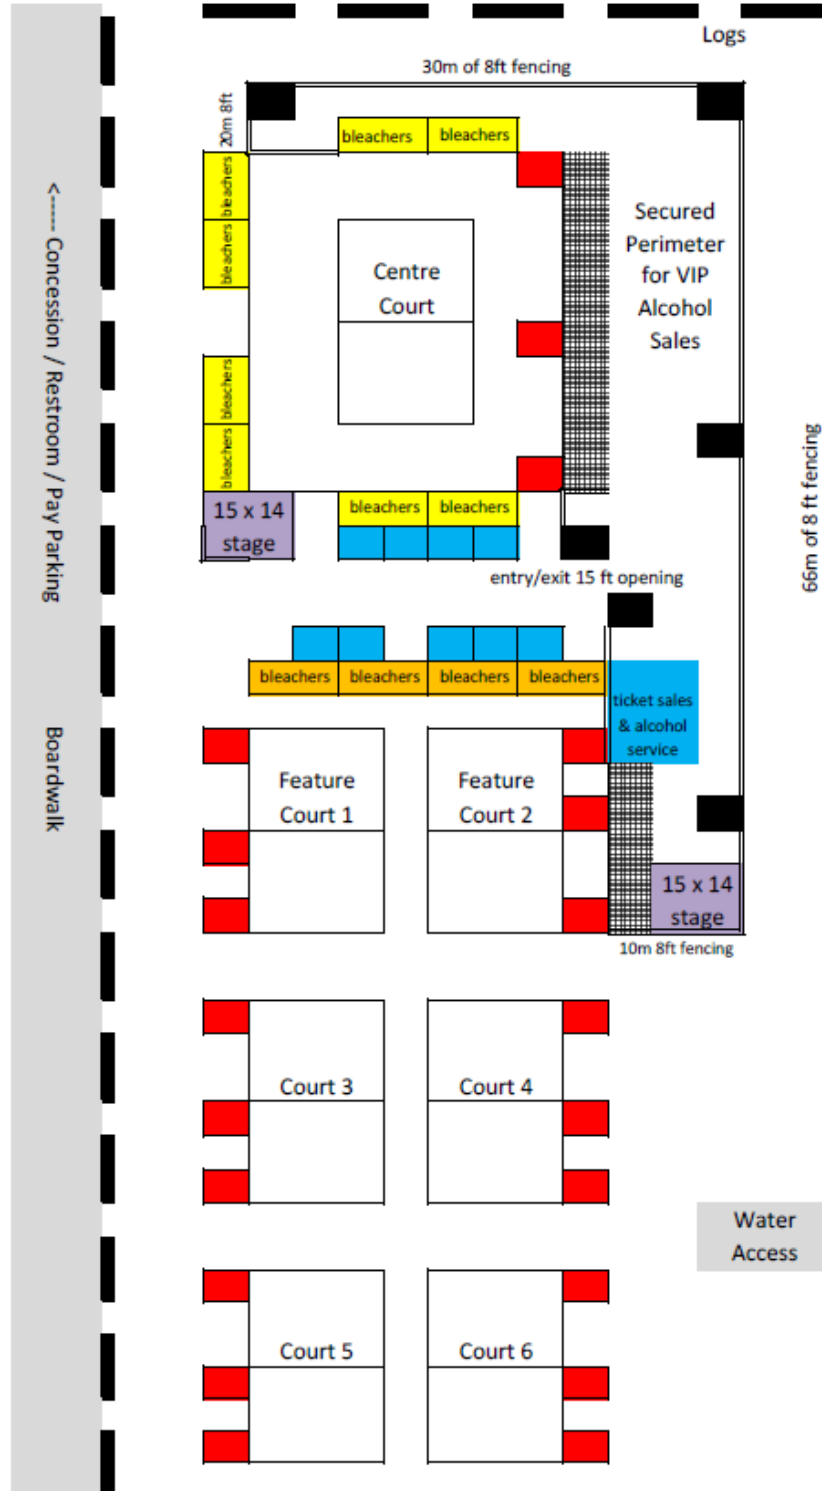 Logs
30m of 8ft fencing
20m 8ft
bleachers
bleachers
bleachers
bleachers
Centre
Court
Secured
Perimeter
for VIP
Alcohol
Sales
<----- Concession / Restroom / Pay Parking
bleachers
bleachers
66m of 8 ft fencing
15 x 14
stage
bleachers
bleachers
entry/exit 15 ft opening
bleachers
bleachers
bleachers
bleachers
ticket sales
& alcohol
service
Boardwalk
Feature
Court 1
Feature
Court 2
15 x 14
stage
10m 8ft fencing
Court 3
Court 4
Water
Access
Court 5
Court 6